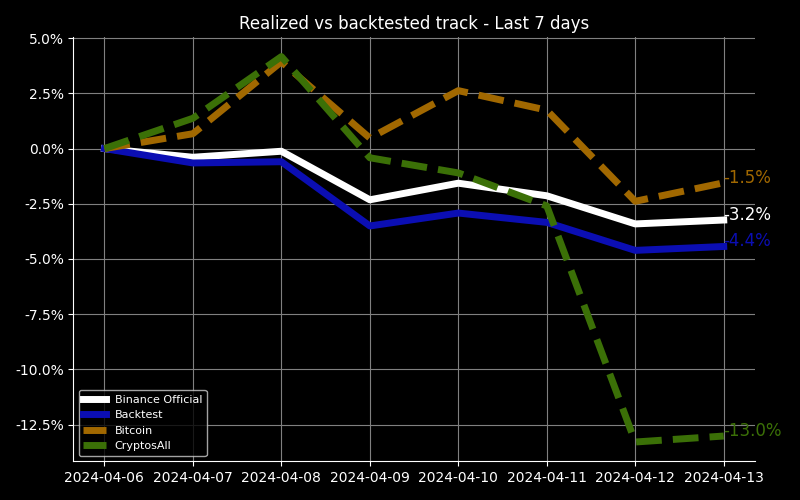 Realized vs backtested track - Last 7 days
5.0%
2.5%
0.0%
-2.5%
-5.0%
-7.5%
-10.0%
-12.5%
-1.5%
-3.2%
-4.4%
-13.0%
Binance Official
Backtest
Bitcoin
CryptosAll
2024-04-06 2024-04-07 2024-04-08 2024-04-09 2024-04-10 2024-04-11 2024-04-12 2024-04-13